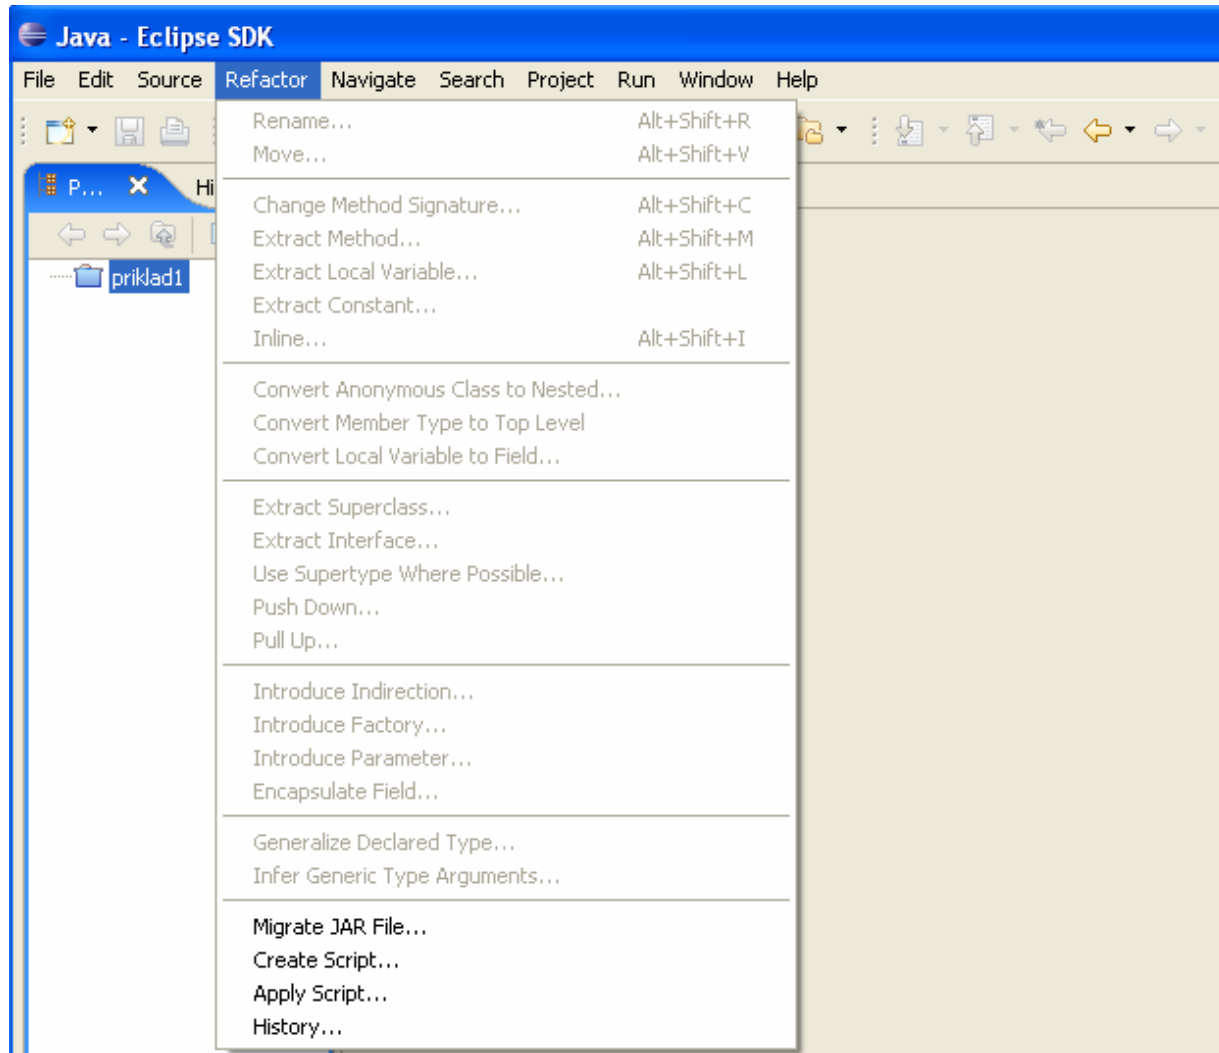 Java - Eclipse SDK
File Edit Source Refactor Navigate Search Project Run Window Help
Rename... Alt+Shift+R
Move... Alt+Shift+V
P... Hi
Change Method Signature... Alt+Shift+C
Extract Method... Alt+Shift+M
Extract Local Variable... Alt+Shift+L
priklad1
Extract Constant...
Inline... Alt+Shift+I
Convert Anonymous Class to Nested...
Convert Member Type to Top Level
Convert Local Variable to Field...
Extract Superclass...
Extract Interface...
Use Supertype Where Possible...
Push Down...
Pull Up...
Introduce Indirection...
Introduce Factory...
Introduce Parameter...
Encapsulate Field...
Generalize Declared Type...
Infer Generic Type Arguments...
Migrate JAR File...
Create Script...
Apply Script...
History...